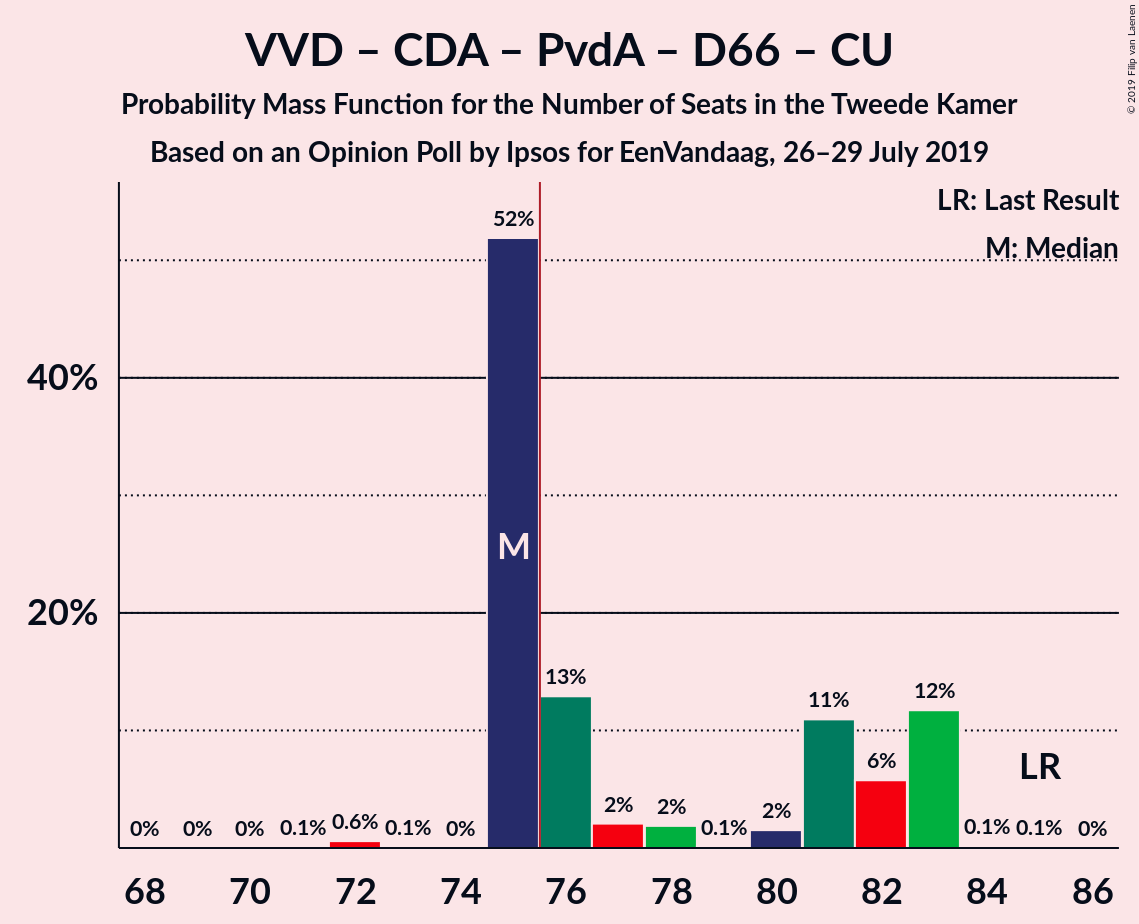 VVD – CDA – PvdA – D66 – CU
Probability Mass Function for the Number of Seats in the Tweede Kamer
Based on an Opinion Poll by Ipsos for EenVandaag, 26–29 July 2019
© 2019 Filip van Laenen
LR: Last Result
M: Median
40%
20%
0% 0% 0% 0.1% 0.6% 0.1% 0% 52% 13% 2% 2% 0.1% 2% 11% 6% 12% 0.1% 0.1% 0%
M
LR
68 70 72 74 76 78 80 82 84 86